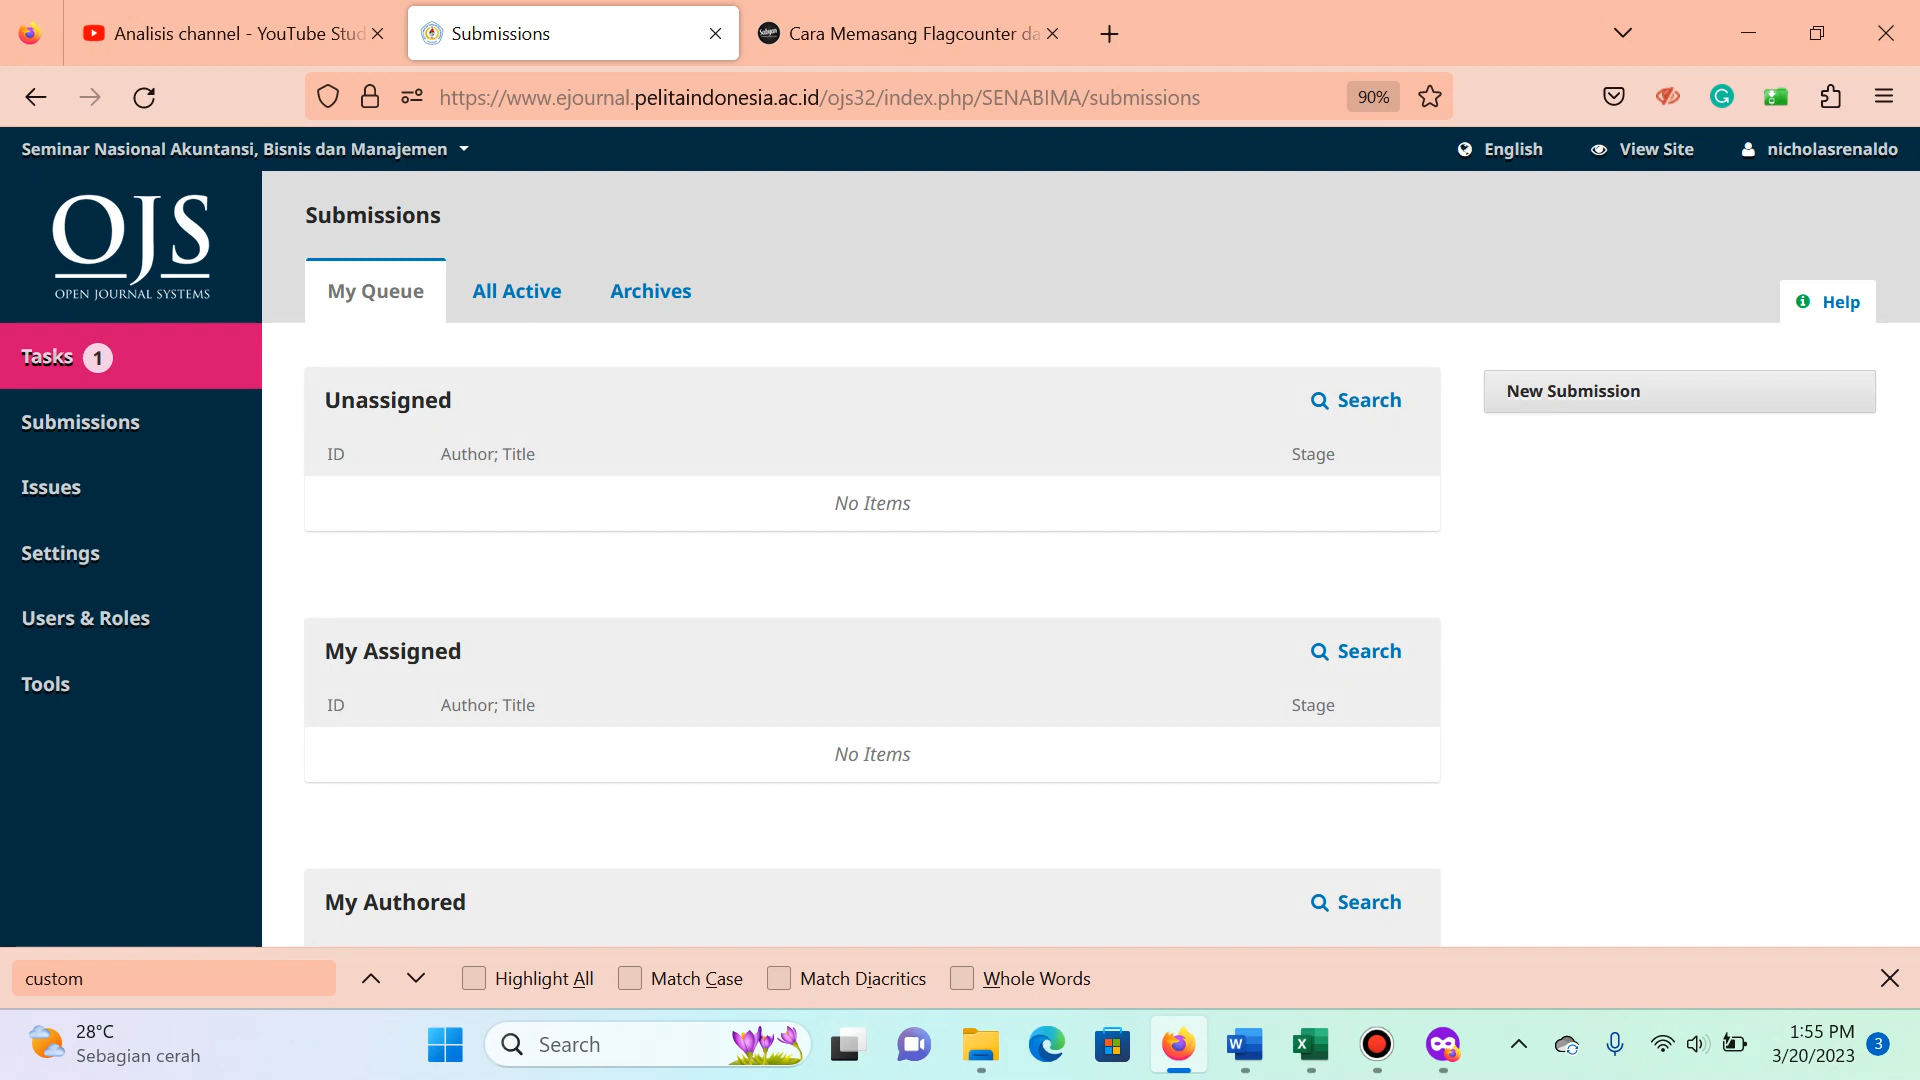 Analisis channel - YouTube Stud
Submissions
Cara Memasang Flagcounter da
https://www.ejournal.pelitaindonesia.ac.id/ojs32/index.php/SENABIMA/submissions
90%
Seminar Nasional Akuntansi, Bisnis dan Manajemen
English
View Site
nicholasrenaldo
OJS
OPEN JOURNAL SYSTEMS
Submissions
My Queue
All Active
Archives
Help
Tasks 1
Submissions
Issues
Settings
Users & Roles
Tools
Unassigned
Search
ID
Author; Title
Stage
No Items
New Submission
My Assigned
Search
ID
Author; Title
Stage
No Items
My Authored
Search
custom
Highlight All
Match Case
Match Diacritics
Whole Words
28°C
Sebagian cerah
Search
1:55 PM
3/20/2023
3